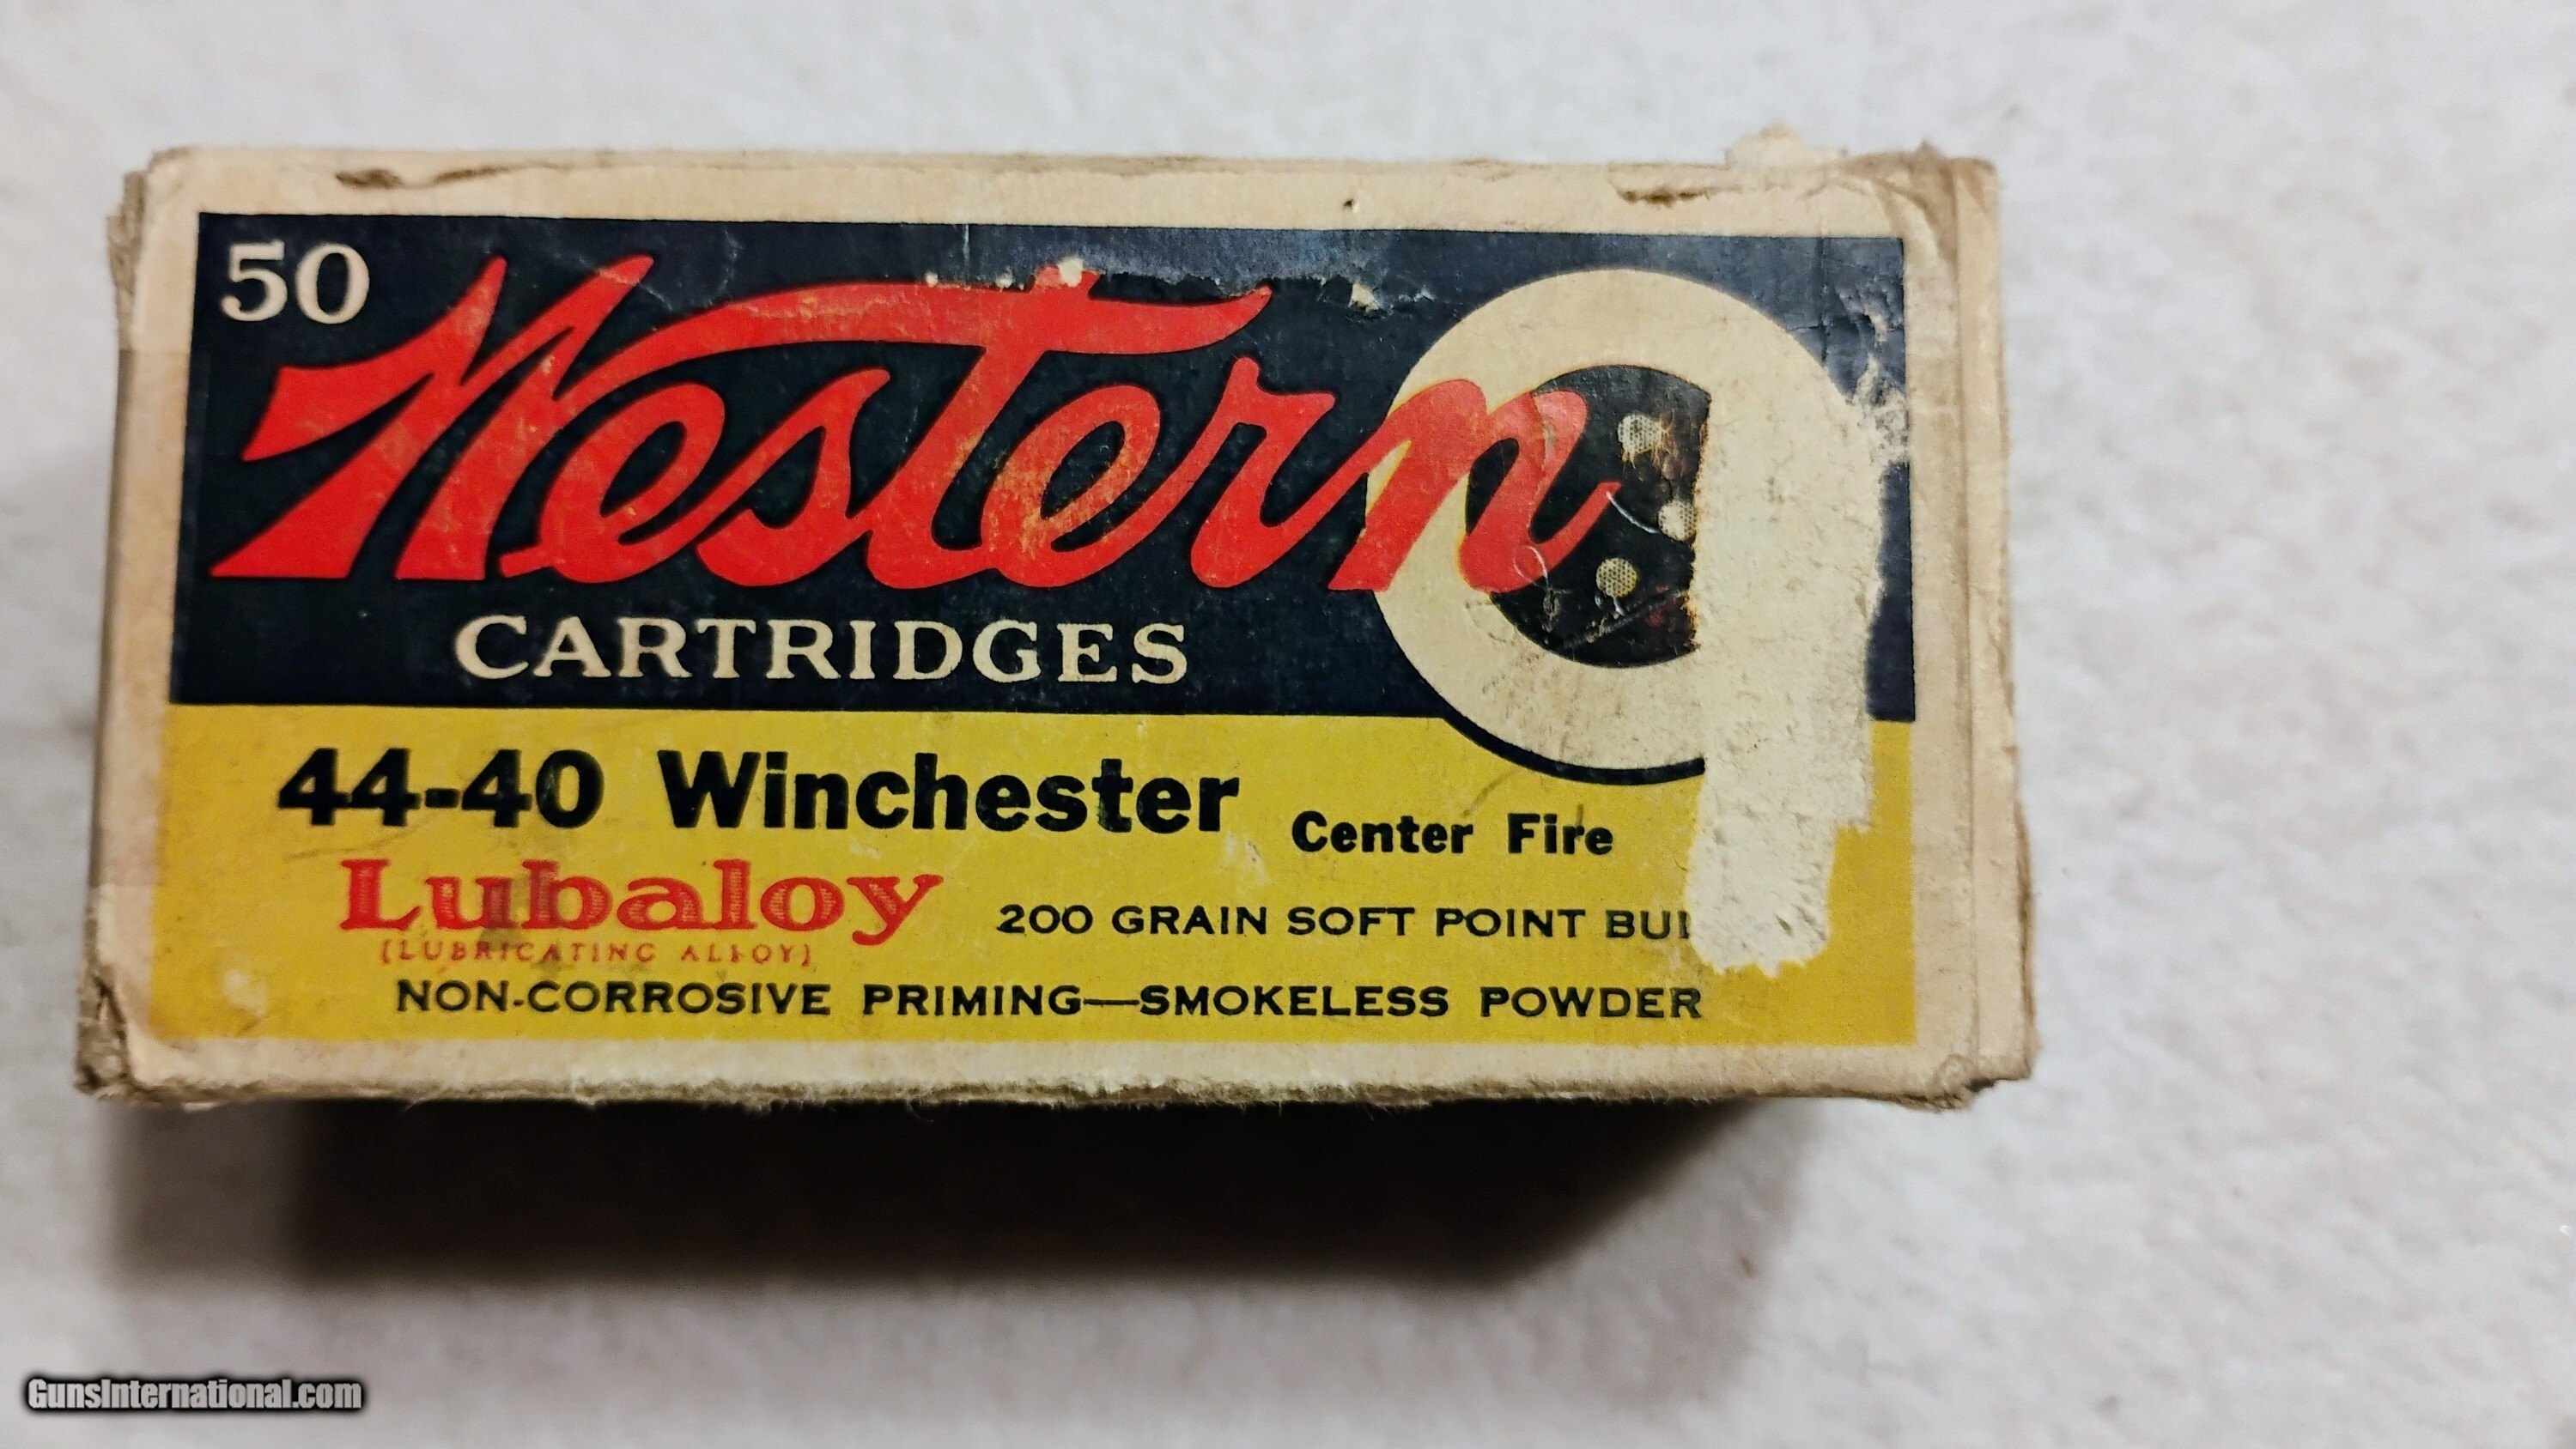 50
Western
CARTRIDGES
44-40 Winchester Center Fire
Lubaloy 200 GRAIN SOFT POINT
(LUBRICATING ALLOY)
NON-CORROSIVE PRIMING—SMOKELESS POWDER
GunsInternational.com